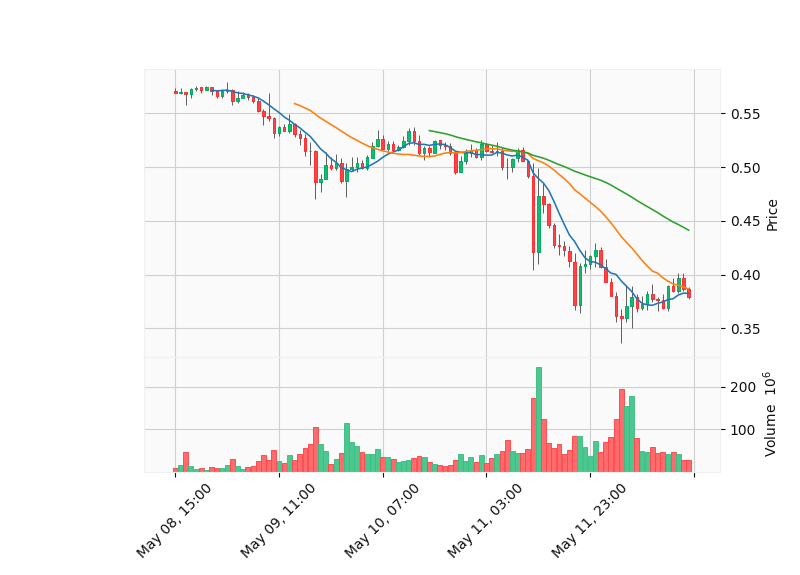 0.55
0.50
0.45
0.40
0.35
Price
200
100
Volume 10^6
May 08, 15:00
May 09, 11:00
May 10, 07:00
May 11, 03:00
May 11, 23:00